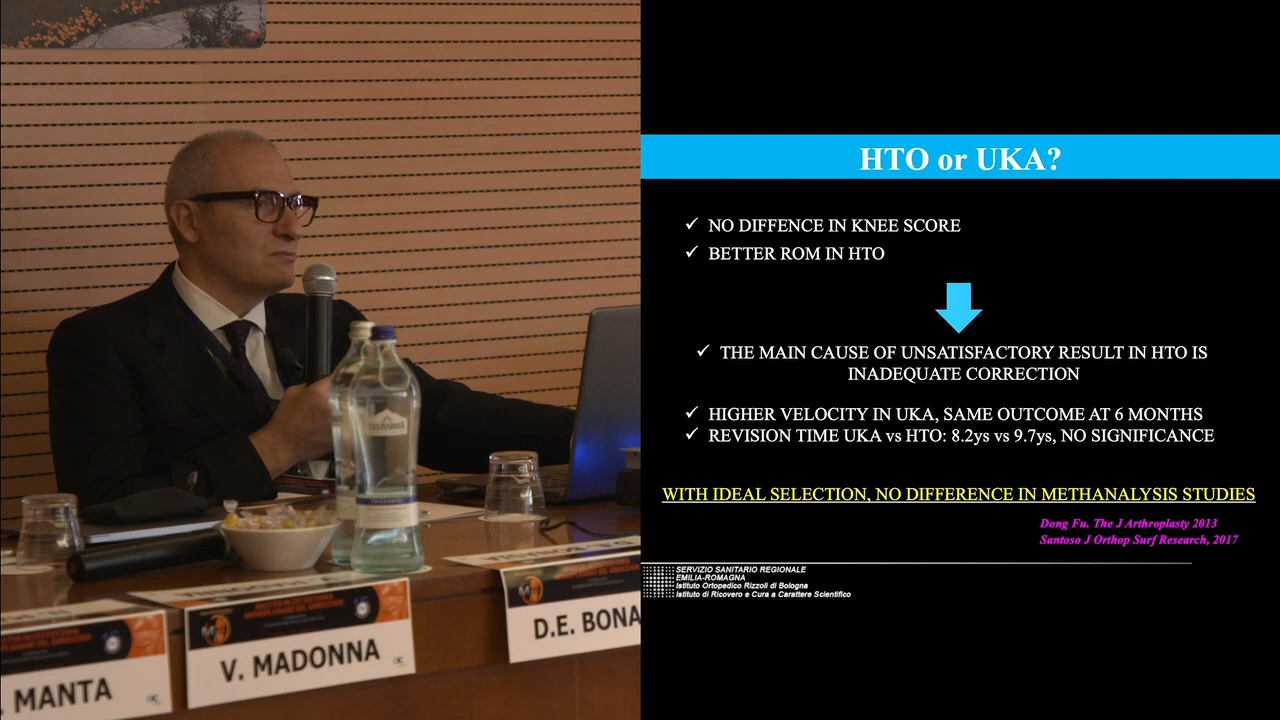 . MANTA
V. MADONNA
D.E. BONA
HTO or UKA?
✓ NO DIFFENCE IN KNEE SCORE
✓ BETTER ROM IN HTO
✓ THE MAIN CAUSE OF UNSATISFACTORY RESULT IN HTO IS
INADEQUATE CORRECTION
✓ HIGHER VELOCITY IN UKA, SAME OUTCOME AT 6 MONTHS
✓ REVISION TIME UKA vs HTO: 8.2ys vs 9.7ys, NO SIGNIFICANCE
WITH IDEAL SELECTION, NO DIFFERENCE IN METHANALYSIS STUDIES
Dong Fu. The J Arthroplasty 2013
Santoso J Orthop Surf Research, 2017
SERVIZIO SANITARIO REGIONALE
EMILIA-ROMAGNA
Istituto Ortopedico Rizzoli di Bologna
Istituto di Ricovero e Cura a Carattere Scientifico